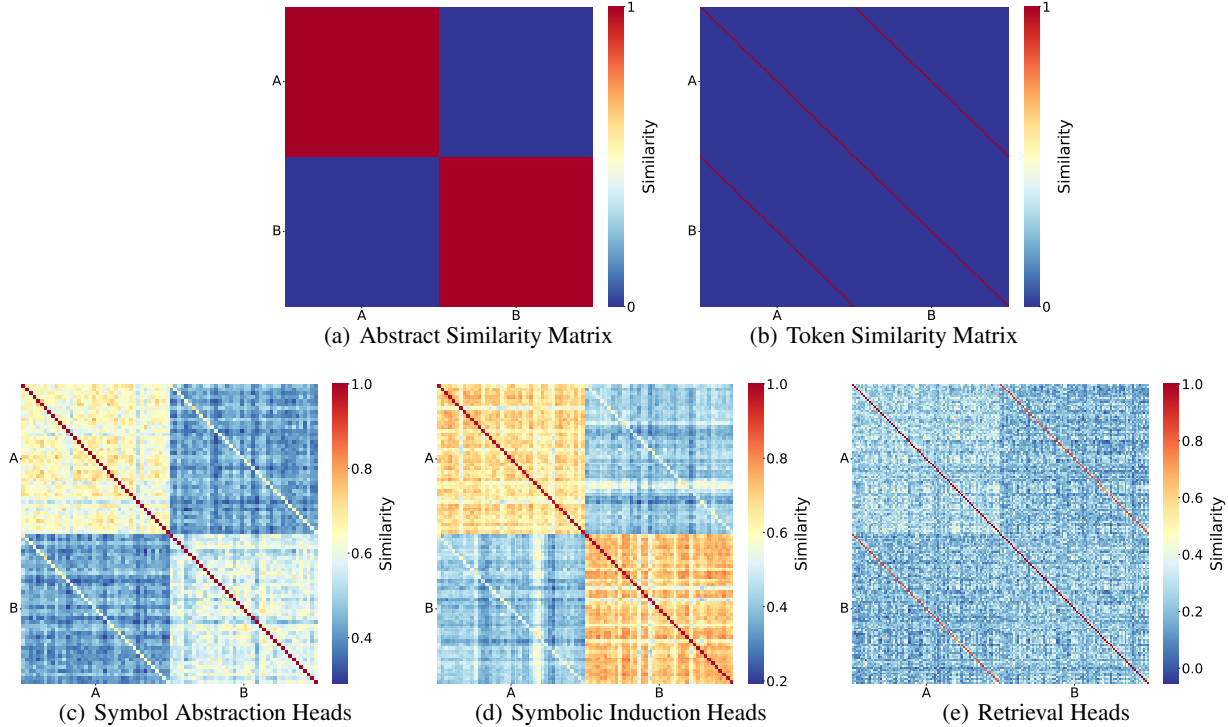 1
A
B
0
Similarity
A
B
(a) Abstract Similarity Matrix
1
A
B
0
Similarity
A
B
(b) Token Similarity Matrix
1.0
0.8
0.6
0.4
Similarity
A
B
A
B
(c) Symbol Abstraction Heads
1.0
0.8
0.6
0.4
0.2
Similarity
A
B
A
B
(d) Symbolic Induction Heads
1.0
0.8
0.6
0.4
0.2
0.0
Similarity
A
B
A
B
(e) Retrieval Heads